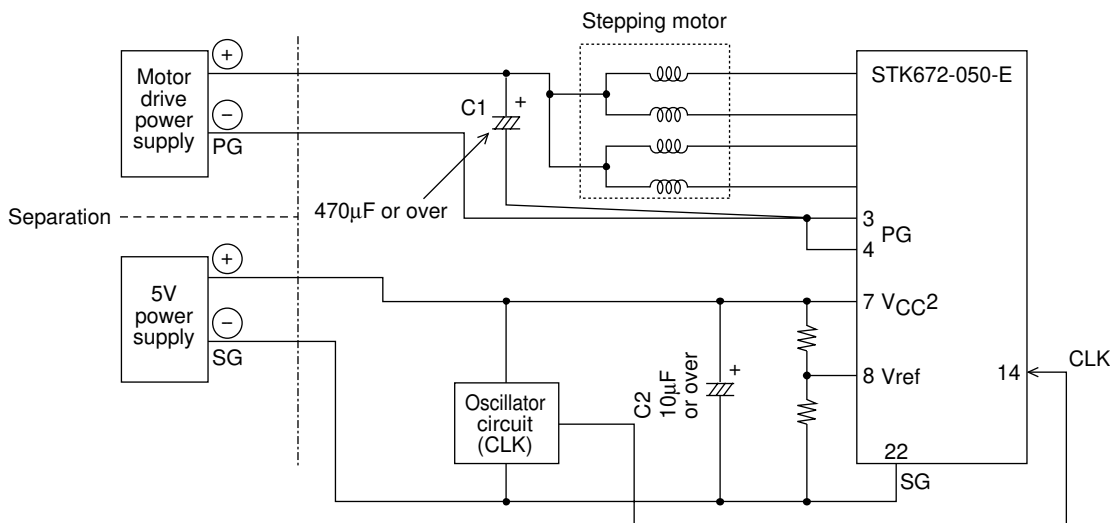 Stepping motor
+
Motor
drive
power
supply
−
PG
C1
+
470μF or over
STK672-050-E
3
4
PG
Separation
+
5V
power
supply
−
SG
7 VCC2
8 Vref
14
CLK
Oscillator
circuit
(CLK)
C2
10μF
or over
+
22
SG